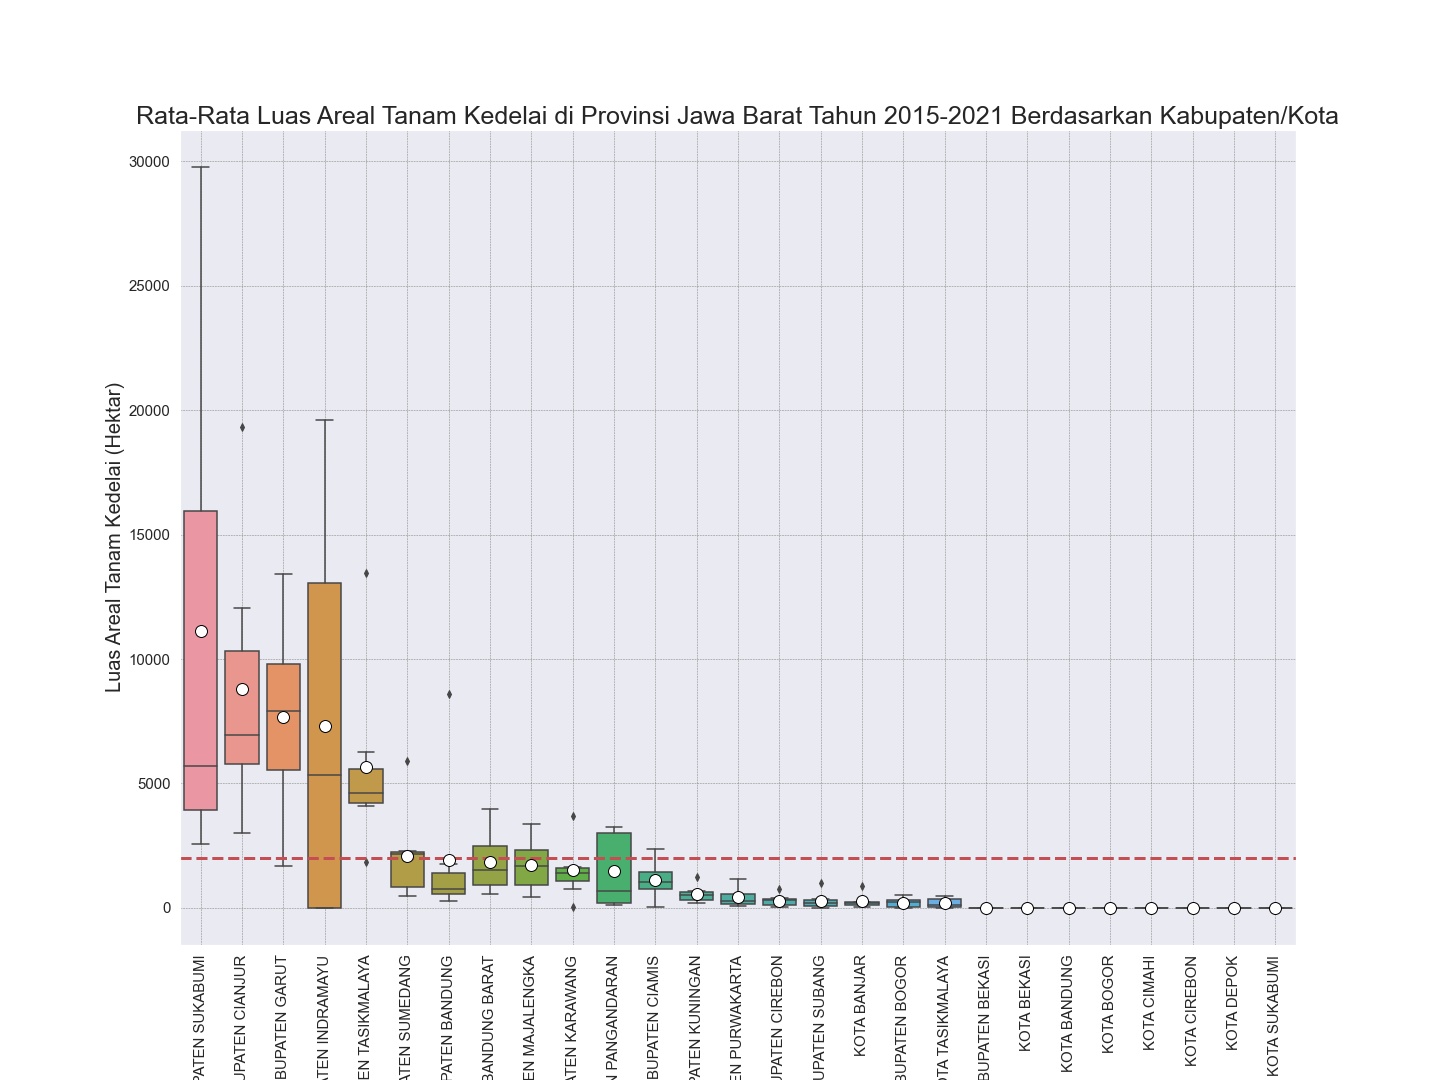 Rata-Rata Luas Areal Tanam Kedelai di Provinsi Jawa Barat Tahun 2015-2021 Berdasarkan Kabupaten/Kota
Luas Areal Tanam Kedelai (Hektar)
30000
25000
20000
15000
10000
5000
0
PATEN SUKABUMI
UPATEN CIANJUR
BUPATEN GARUT
ATEN INDRAMAYU
EN TASIKMALAYA
ATEN SUMEDANG
PATEN BANDUNG
BANDUNG BARAT
EN MAJALENGKA
ATEN KARAWANG
N PANGANDARAN
BUPATEN CIAMIS
PATEN KUNINGAN
EN PURWAKARTA
UPATEN CIREBON
UPATEN SUBANG
KOTA BANJAR
BUPATEN BOGOR
OTA TASIKMALAYA
BUPATEN BEKASI
KOTA BEKASI
KOTA BANDUNG
KOTA BOGOR
KOTA CIMAHI
KOTA CIREBON
KOTA DEPOK
KOTA SUKABUMI